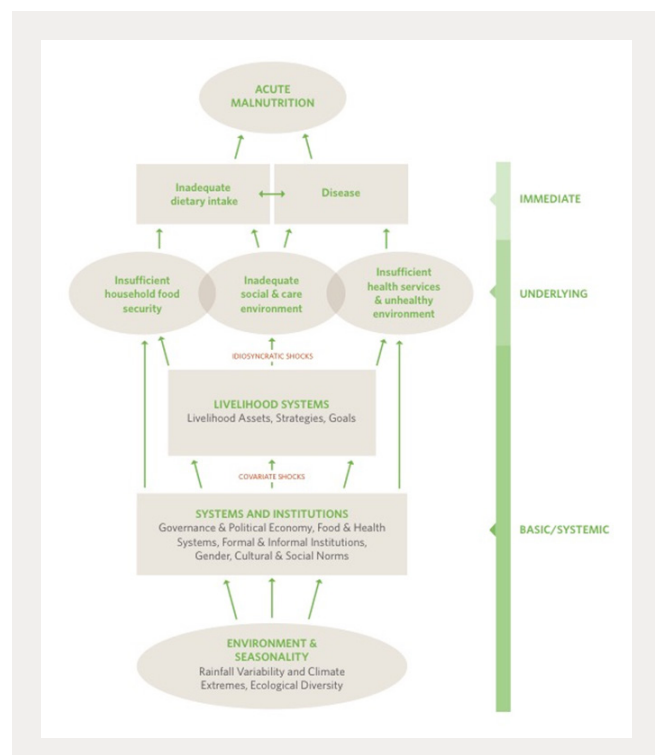 ACUTE
MALNUTRITION
Inadequate
dietary intake
Disease
IMMEDIATE
Insufficient
household food
security
Inadequate
social & care
environment
Insufficient
health services
& unhealthy
environment
UNDERLYING
IDIOSYNCRATIC SHOCKS
LIVELIHOOD SYSTEMS
Livelihood Assets, Strategies, Goals
COVARIATE SHOCKS
SYSTEMS AND INSTITUTIONS
Governance & Political Economy, Food & Health
Systems, Formal & Informal Institutions,
Gender, Cultural & Social Norms
BASIC/SYSTEMIC
ENVIRONMENT &
SEASONALITY
Rainfall Variability and Climate
Extremes, Ecological Diversity